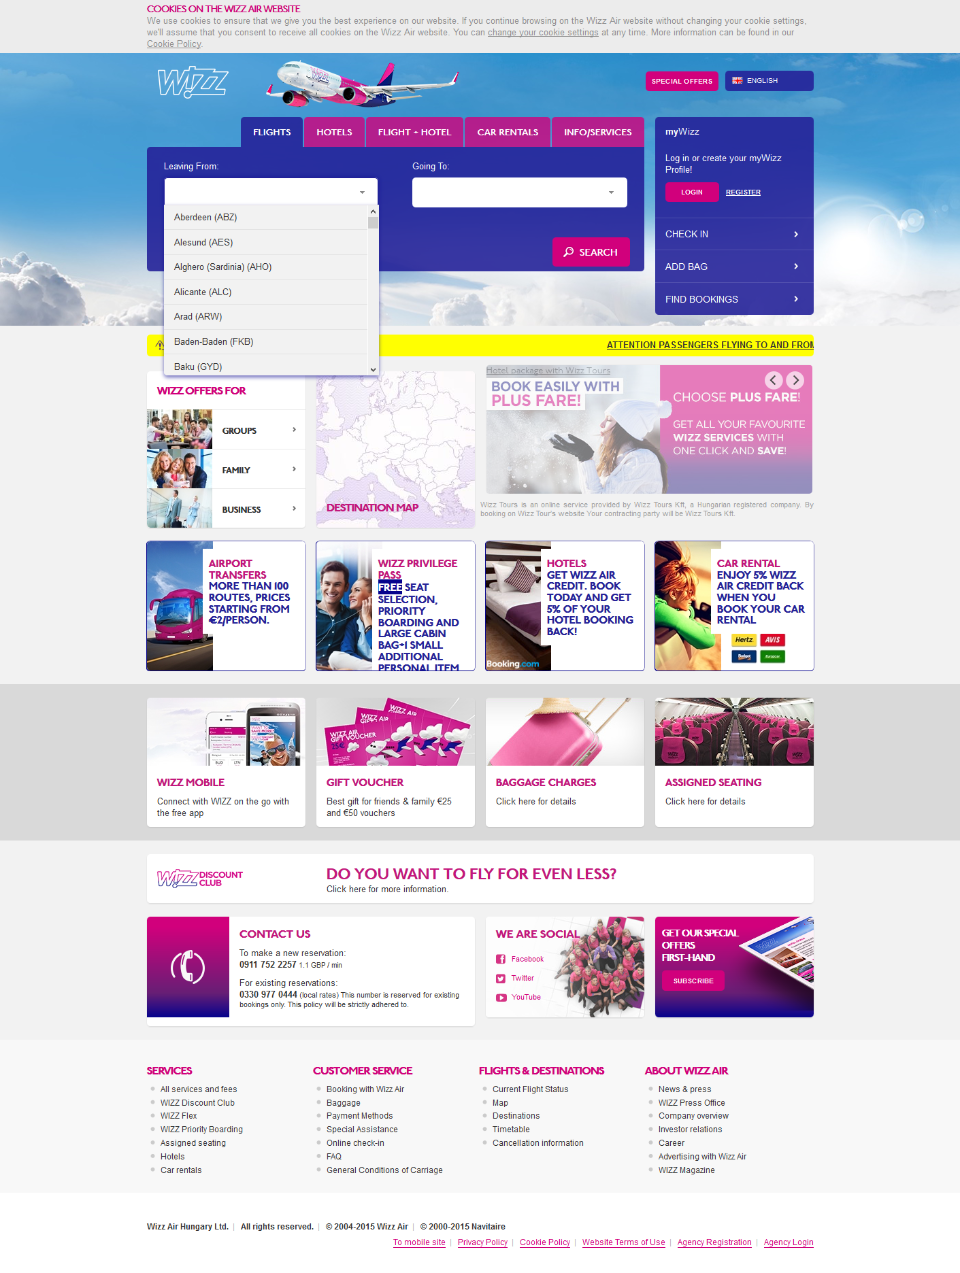 COOKIES ON THE WIZZ AIR WEBSITE
We use cookies to ensure that we give you the best experience on our website. If you continue browsing on the Wizz Air website without changing your cookie settings,
we'll assume that you consent to receive all cookies on the Wizz Air website. You can change your cookie settings at any time. More information can be found in our
Cookie Policy.
WIZZ
SPECIAL OFFERS
ENGLISH
FLIGHTS
HOTELS
FLIGHT + HOTEL
CAR RENTALS
INFO/SERVICES
Leaving From:
Going To:
Aberdeen (ABZ)
Alesund (AES)
Alghero (Sardinia) (AHO)
Alicante (ALC)
Arad (ARW)
Baden-Baden (FKB)
Baku (GYD)
SEARCH
myWizz
Log in or create your myWizz
Profile!
LOGIN
REGISTER
CHECK IN
ADD BAG
FIND BOOKINGS
ATTENTION PASSENGERS FLYING TO AND FROM
WIZZ OFFERS FOR
GROUPS
FAMILY
BUSINESS
DESTINATION MAP
Hotel package with Wizz Tours
BOOK EASILY WITH
PLUS FARE!
CHOOSE PLUS FARE!
GET ALL YOUR FAVOURITE
WIZZ SERVICES WITH
ONE CLICK AND SAVE!
Wizz Tours is an online service provided by Wizz Tours Kft, a Hungarian registered company. By
booking on Wizz Tour's website Your contracting party will be Wizz Tours Kft.
AIRPORT
TRANSFERS
MORE THAN 100
ROUTES, PRICES
STARTING FROM
€2/PERSON.
WIZZ PRIVILEGE
PASS
FREE SEAT
SELECTION,
PRIORITY
BOARDING AND
LARGE CABIN
BAG+1 SMALL
ADDITIONAL
PERSONAL ITEM
HOTELS
GET WIZZ AIR
CREDIT. BOOK
TODAY AND GET
5% OF YOUR
HOTEL BOOKING
BACK!
Booking.com
CAR RENTAL
ENJOY 5% WIZZ
AIR CREDIT BACK
WHEN YOU
BOOK YOUR CAR
RENTAL
Hertz
AVIS
WIZZ MOBILE
Connect with WIZZ on the go with
the free app
WIZZ AIR
GIFT VOUCHER
GIFT VOUCHER
Best gift for friends & family €25
and €50 vouchers
BAGGAGE CHARGES
Click here for details
ASSIGNED SEATING
Click here for details
WIZZ DISCOUNT
CLUB
DO YOU WANT TO FLY FOR EVEN LESS?
Click here for more information.
CONTACT US
To make a new reservation:
0911 752 2257 1.1 GBP / min
For existing reservations:
0330 977 0444 (local rates) This number is reserved for existing
bookings only. This policy will be strictly adhered to.
WE ARE SOCIAL
Facebook
Twitter
YouTube
GET OUR SPECIAL
OFFERS
FIRST-HAND
SUBSCRIBE
SERVICES
All services and fees
WIZZ Discount Club
WIZZ Flex
WIZZ Priority Boarding
Assigned seating
Hotels
Car rentals
CUSTOMER SERVICE
Booking with Wizz Air
Baggage
Payment Methods
Special Assistance
Online check-in
FAQ
General Conditions of Carriage
FLIGHTS & DESTINATIONS
Current Flight Status
Map
Destinations
Timetable
Cancellation information
ABOUT WIZZ AIR
News & press
WIZZ Press Office
Company overview
Investor relations
Career
Advertising with Wizz Air
WIZZ Magazine
Wizz Air Hungary Ltd. | All rights reserved. | © 2004-2015 Wizz Air | © 2000-2015 Navitaire
To mobile site | Privacy Policy | Cookie Policy | Website Terms of Use | Agency Registration | Agency Login